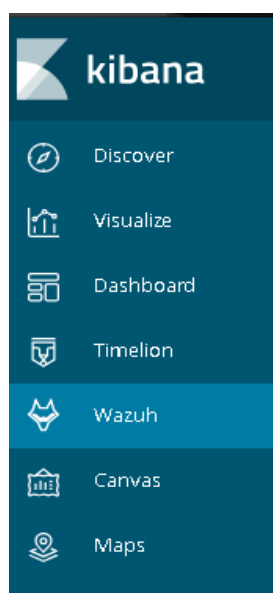 kibana
Discover
Visualize
Dashboard
Timelion
Wazuh
Canvas
Maps